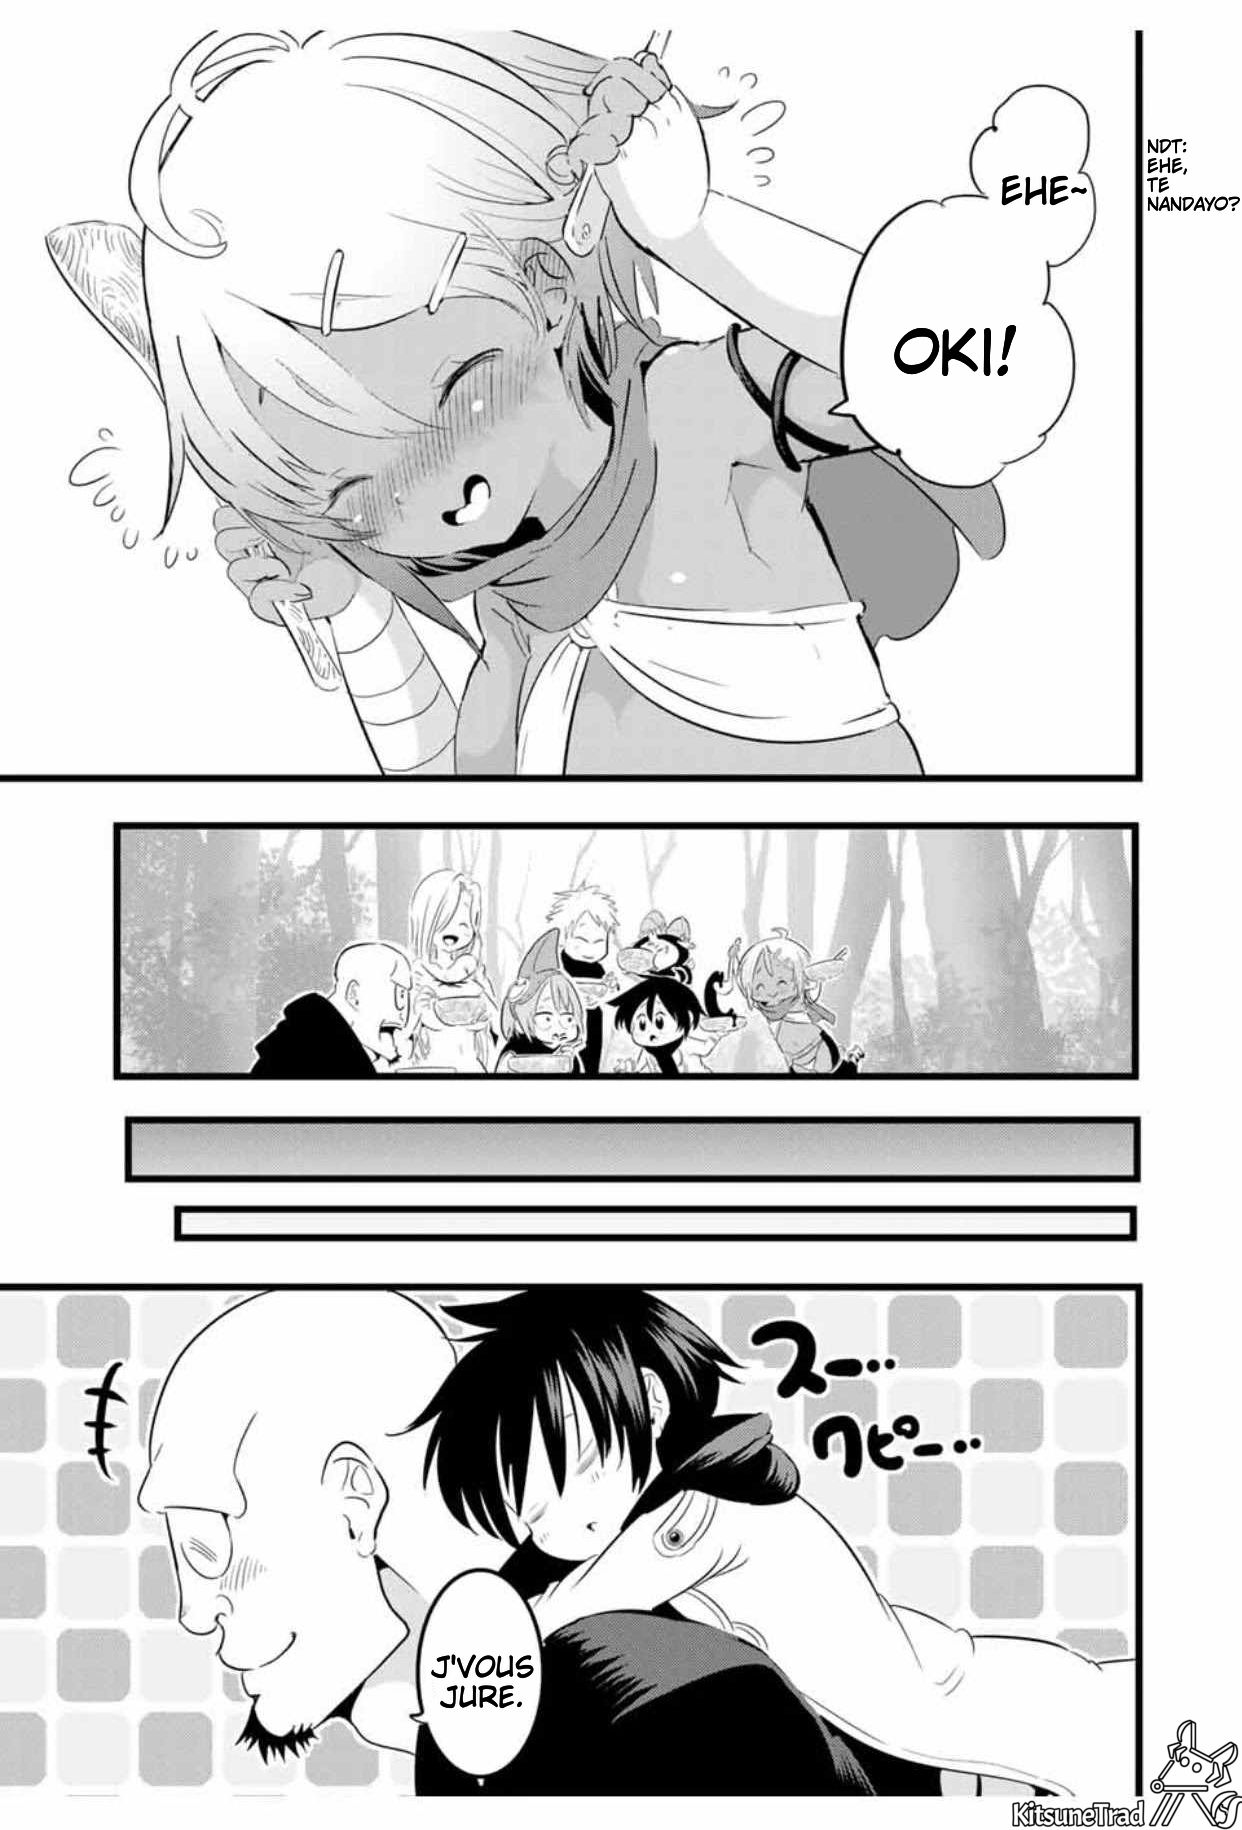 NDT:
EHE,
TE
NANDAYO?
EHE~
OKI!
スー…
クピー…
J'VOUS
JURE.
KitsuneTrad